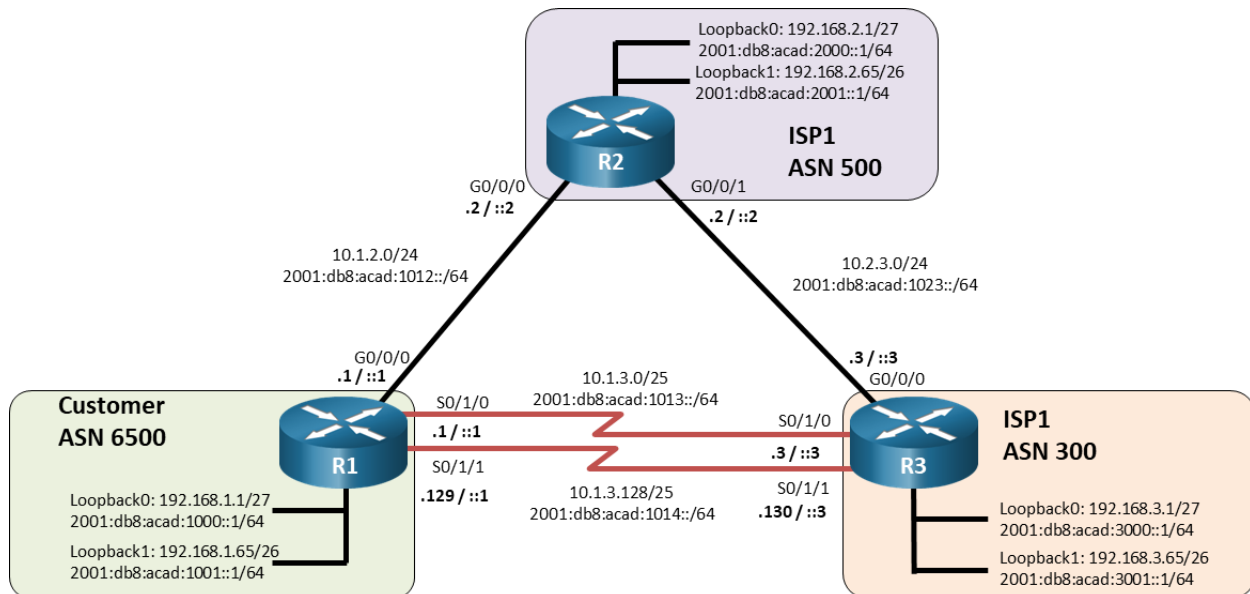 Loopback0: 192.168.2.1/27
2001:db8:acad:2000::1/64
Loopback1: 192.168.2.65/26
2001:db8:acad:2001::1/64
ISP1
ASN 500
R2
G0/0/0
.2 / ::2
G0/0/1
.2 / ::2
10.1.2.0/24
2001:db8:acad:1012::/64
10.2.3.0/24
2001:db8:acad:1023::/64
G0/0/0
.1 / ::1
.3 / ::3
G0/0/0
Customer
ASN 6500
R1
S0/1/0
.1 / ::1
S0/1/1
.129 / ::1
10.1.3.0/25
2001:db8:acad:1013::/64
10.1.3.128/25
2001:db8:acad:1014::/64
S0/1/0
.3 / ::3
S0/1/1
.130 / ::3
R3
ISP1
ASN 300
Loopback0: 192.168.1.1/27
2001:db8:acad:1000::1/64
Loopback1: 192.168.1.65/26
2001:db8:acad:1001::1/64
Loopback0: 192.168.3.1/27
2001:db8:acad:3000::1/64
Loopback1: 192.168.3.65/26
2001:db8:acad:3001::1/64